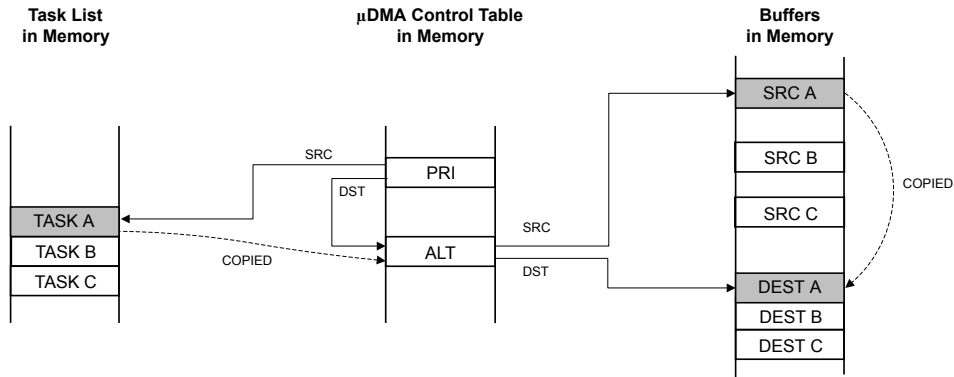 Task List
in Memory
μDMA Control Table
in Memory
Buffers
in Memory
SRC A
SRC
PRI
SRC B
DST
COPIED
TASK A
SRC C
SRC
TASK B
COPIED
ALT
DST
TASK C
DEST A
DEST B
DEST C